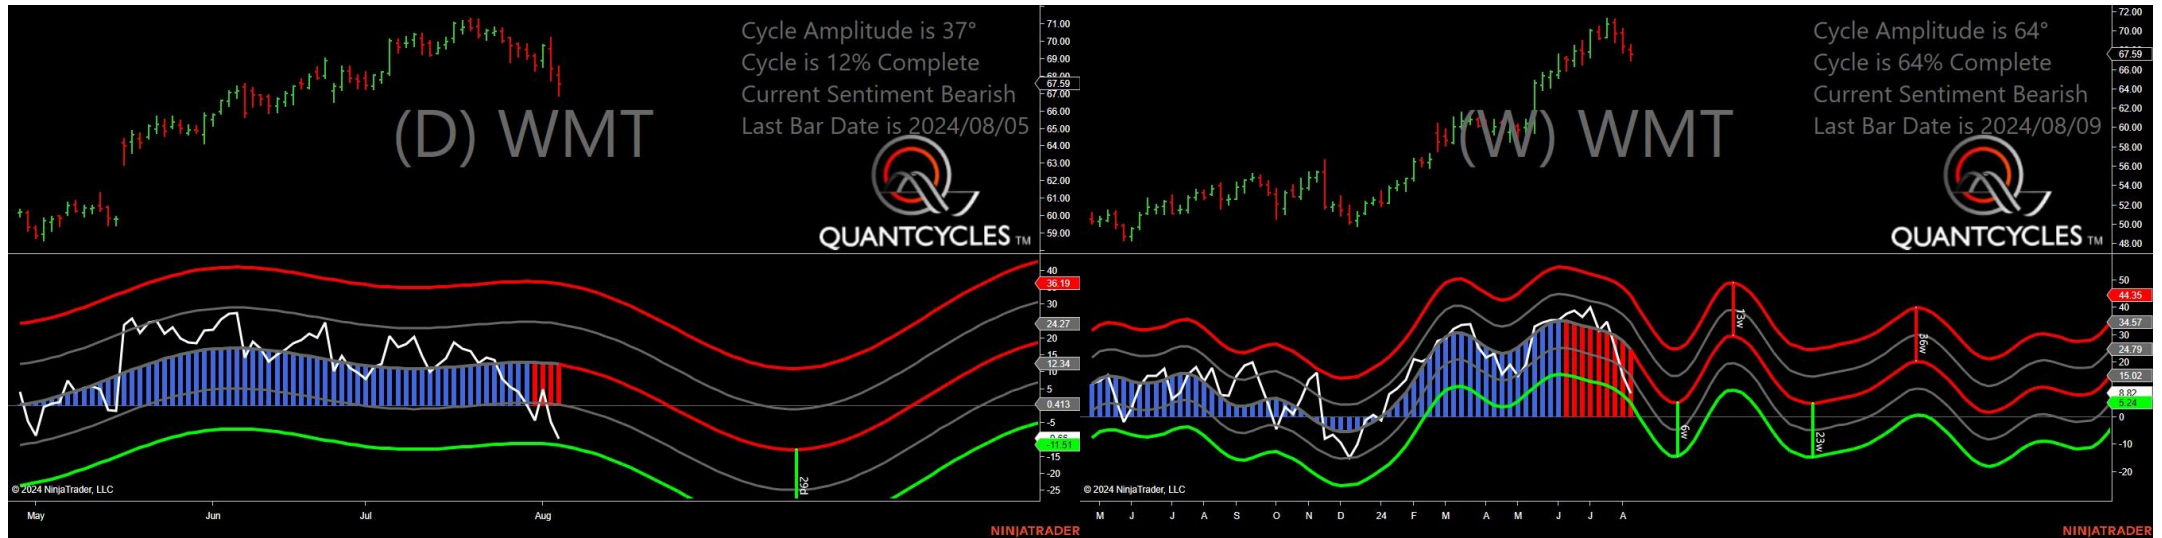 Cycle Amplitude is 37°
Cycle is 12% Complete
Current Sentiment Bearish
Last Bar Date is 2024/08/05
(D) WMT
QUANTCYCLES TM
71.00
70.00
69.00
67.59
67.00
66.00
65.00
64.00
63.00
62.00
61.00
60.00
59.00
40
36.19
30
24.27
20
15
12.34
10
5
0.413
-5
-11.51
-15
-20
-25
29d
© 2024 NinjaTrader, LLC
May
Jun
Jul
Aug
NINJATRADER
Cycle Amplitude is 64°
Cycle is 64% Complete
Current Sentiment Bearish
Last Bar Date is 2024/08/09
(W) WMT
QUANTCYCLES TM
72.00
70.00
67.59
66.00
64.00
62.00
60.00
58.00
56.00
54.00
52.00
50.00
48.00
50
44.35
40
34.57
30
24.79
20
15.02
8.82
5.24
0
-10
-20
13w
6w
23w
© 2024 NinjaTrader, LLC
M J J A S O N D 24 F M A M J J A
NINJATRADER